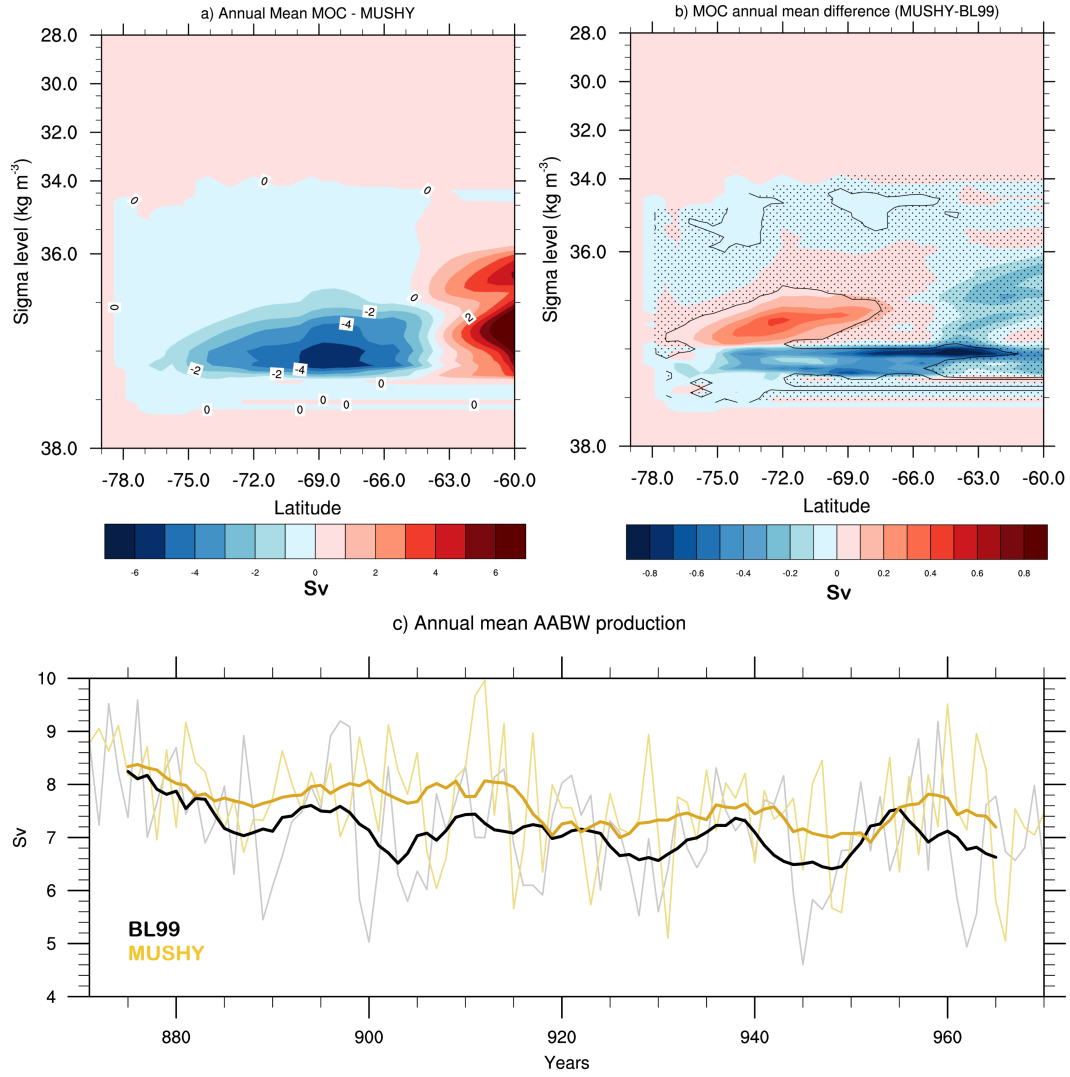 a) Annual Mean MOC - MUSHY
28.0
30.0
32.0
34.0
36.0
38.0
Sigma level (kg m-3)
0
0
0
0
0
2
-2
-4
-2
-2
-4
0
0
0
0
0
0
-78.0 -75.0 -72.0 -69.0 -66.0 -63.0 -60.0
Latitude
-6 -4 -2 0 2 4 6
Sv
b) MOC annual mean difference (MUSHY-BL99)
28.0
30.0
32.0
34.0
36.0
38.0
Sigma level (kg m-3)
-78.0 -75.0 -72.0 -69.0 -66.0 -63.0 -60.0
Latitude
-0.8 -0.6 -0.4 -0.2 0 0.2 0.4 0.6 0.8
Sv
c) Annual mean AABW production
10
9
8
7
6
5
4
Sv
BL99
MUSHY
880 900 920 940 960
Years